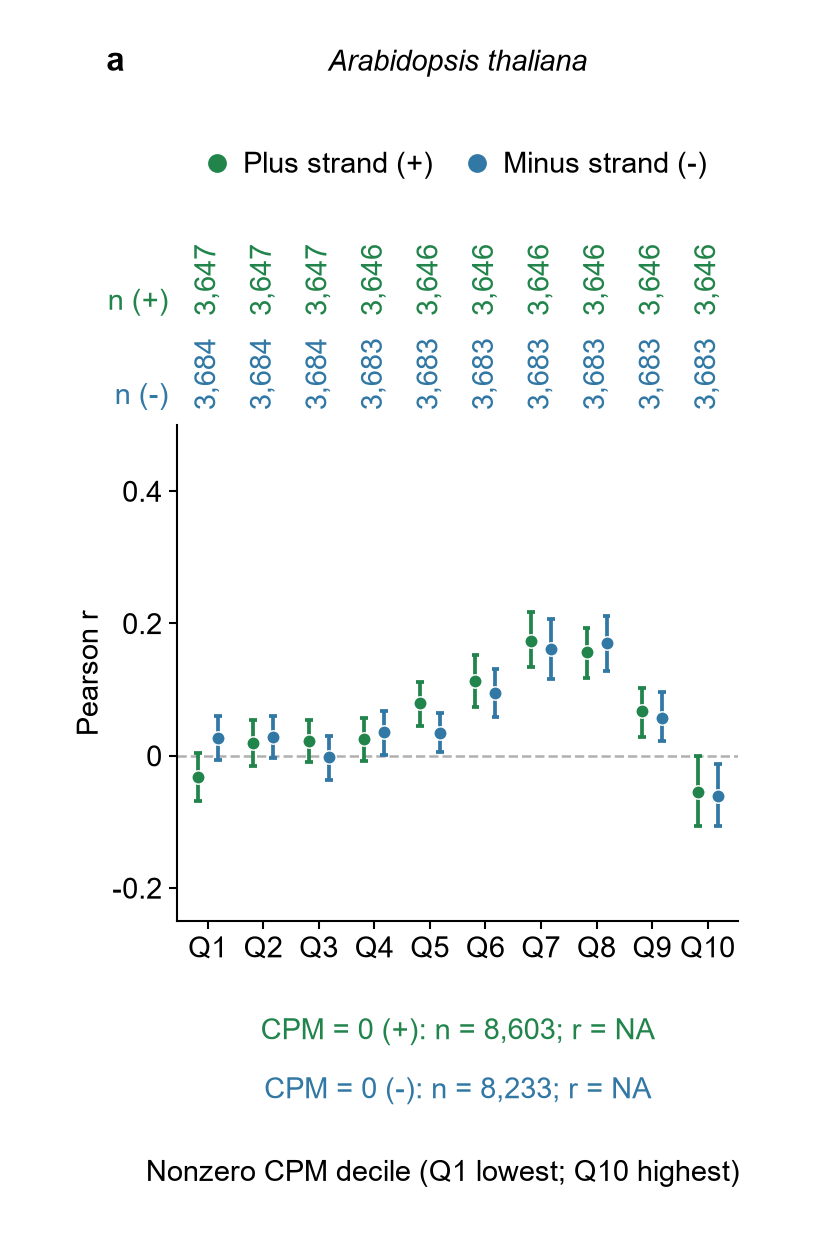 a Arabidopsis thaliana
Plus strand (+) Minus strand (-)
n (+) 3,647 3,647 3,647 3,646 3,646 3,646 3,646 3,646 3,646 3,646
n (-) 3,684 3,684 3,684 3,683 3,683 3,683 3,683 3,683 3,683 3,683
Pearson r
0.4
0.2
0
-0.2
Q1 Q2 Q3 Q4 Q5 Q6 Q7 Q8 Q9 Q10
CPM = 0 (+): n = 8,603; r = NA
CPM = 0 (-): n = 8,233; r = NA
Nonzero CPM decile (Q1 lowest; Q10 highest)